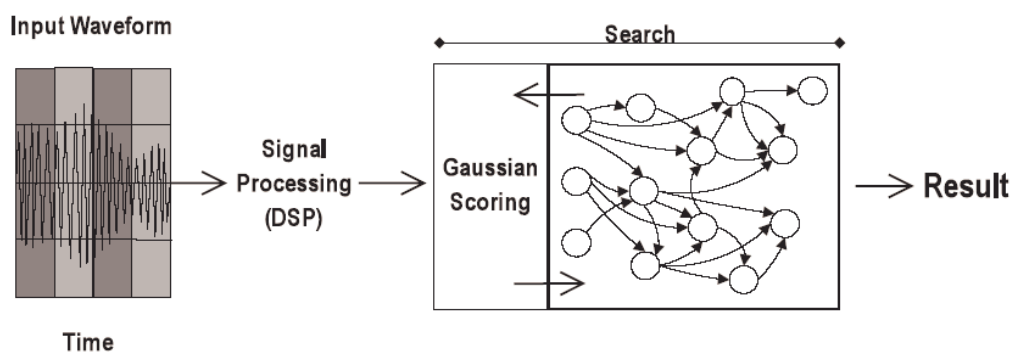 Input Waveform
Search
Signal
Processing
(DSP)
Gaussian
Scoring
Result
Time